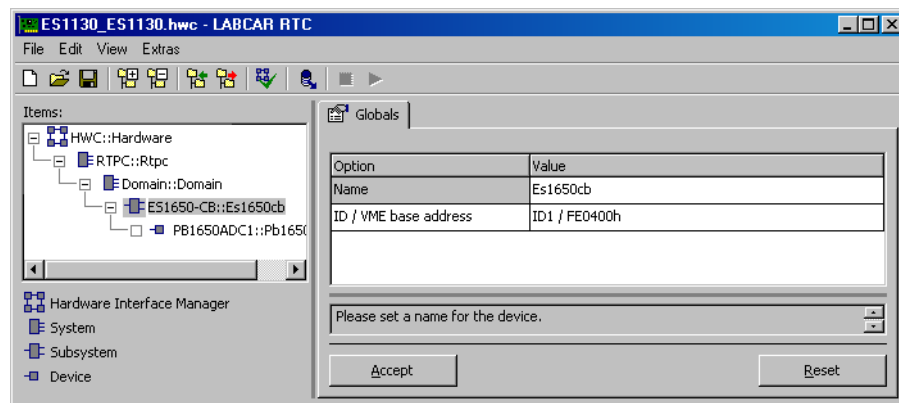 ES1130_ES1130.hwc - LABCAR RTC
File Edit View Extras
Items:
HWC::Hardware
RTPC::Rtpc
Domain::Domain
ES1650-CB::Es1650cb
PB1650ADC1::Pb1650
Hardware Interface Manager
System
Subsystem
Device
Globals
Option Value
Name Es1650cb
ID / VME base address ID1 / FE0400h
Please set a name for the device.
Accept Reset